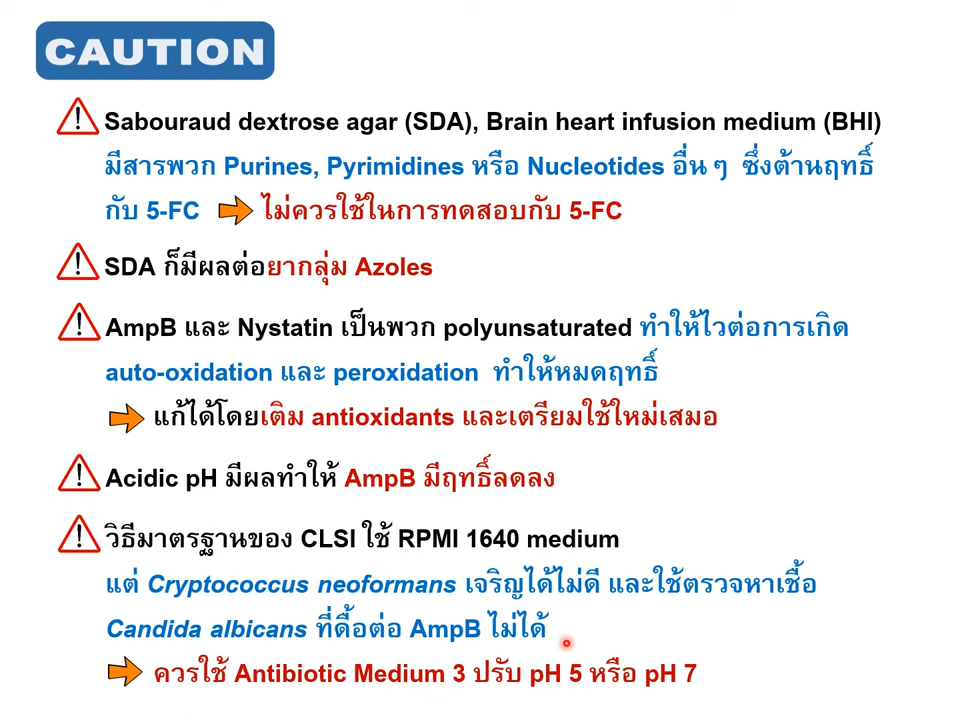 CAUTION
Sabouraud dextrose agar (SDA), Brain heart infusion medium (BHI)
มีสารพวก Purines, Pyrimidines หรือ Nucleotides อื่น ๆ ซึ่งต้านฤทธิ์
กับ 5-FC ไม่ควรใช้ในการทดสอบกับ 5-FC
SDA ก็มีผลต่อยากลุ่ม Azoles
AmpB และ Nystatin เป็นพวก polyunsaturated ทำให้ไวต่อการเกิด
auto-oxidation และ peroxidation ทำให้หมดฤทธิ์
แก้ได้โดยเติม antioxidants และเตรียมใช้ใหม่เสมอ
Acidic pH มีผลทำให้ AmpB มีฤทธิ์ลดลง
วิธีมาตรฐานของ CLSI ใช้ RPMI 1640 medium
แต่ Cryptococcus neoformans เจริญได้ไม่ดี และใช้ตรวจหาเชื้อ
Candida albicans ที่ดื้อต่อ AmpB ไม่ได้
ควรใช้ Antibiotic Medium 3 ปรับ pH 5 หรือ pH 7